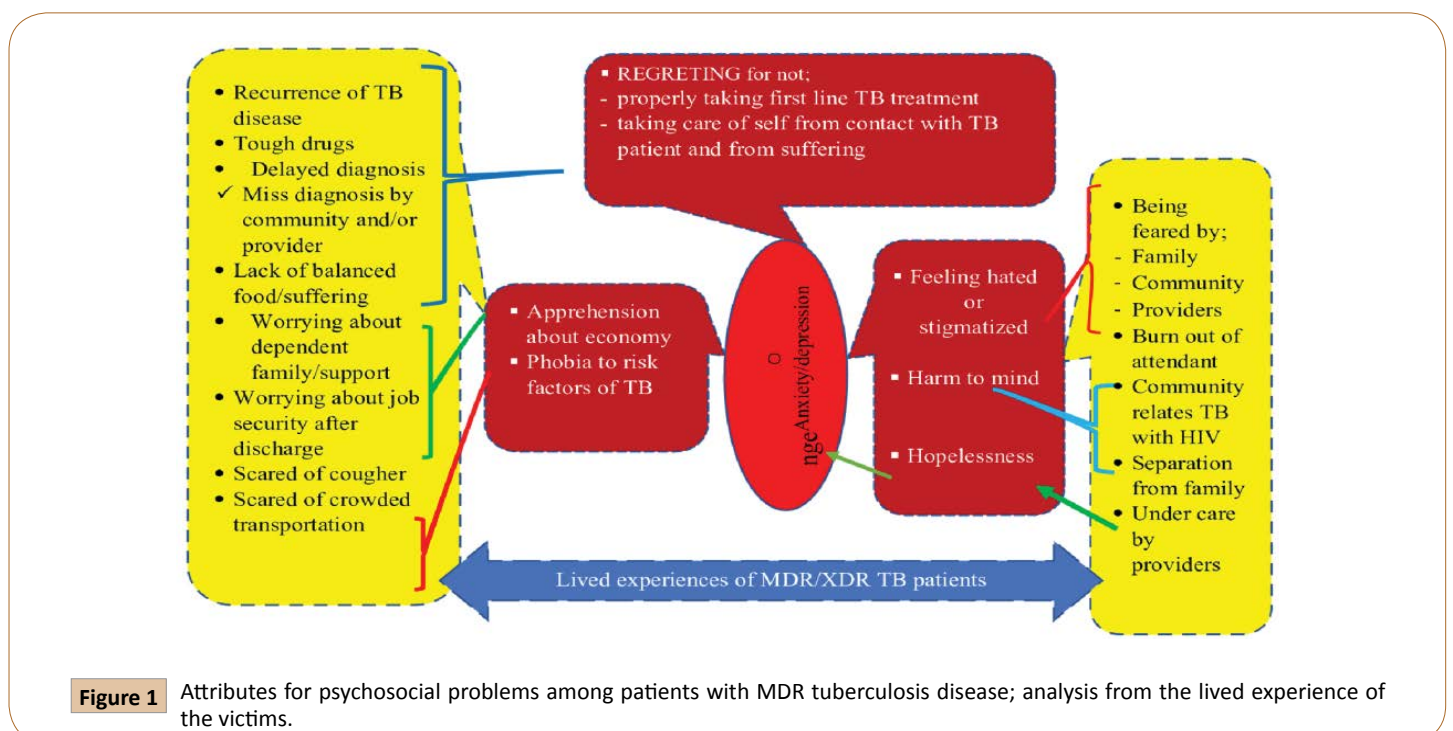 • Recurrence of TB
disease
• Tough drugs
• Delayed diagnosis
✓ Miss diagnosis by
community and/or
provider
• Lack of balanced
food/suffering
• Worrying about
dependent
family/support
• Worrying about job
security after
discharge
• Scared of cougher
• Scared of crowded
transportation
▪ REGRETING for not;
- properly taking first line TB treatment
- taking care of self from contact with TB
patient and from suffering
▪ Apprehension
about economy
▪ Phobia to risk
factors of TB
O
ngeAnxiety/depression
▪ Feeling hated
or
stigmatized
▪ Harm to mind
▪ Hopelessness
• Being
feared by;
- Family
- Community
- Providers
• Burn out of
attendant
• Community
relates TB
with HIV
• Separation
from family
• Under care
by
providers
Lived experiences of MDR/XDR TB patients
Figure 1 Attributes for psychosocial problems among patients with MDR tuberculosis disease; analysis from the lived experience of
the victims.